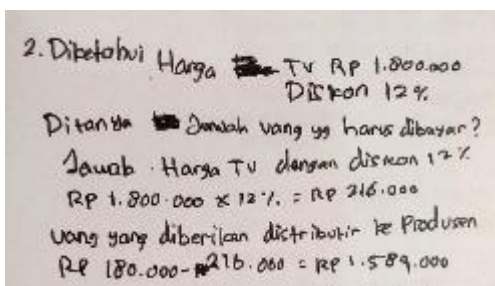 2. Diketahui Harga TV RP 1.800.000
Diskon 12%
Ditanya Jumlah uang yg harus dibayar?
Jawab. Harga TV dengan diskon 12%
RP 1.800.000 x 12%. = RP 216.000
uang yang diberikan distributir ke Produsen
RP 180.000 - 216.000 = RP 1.589.000